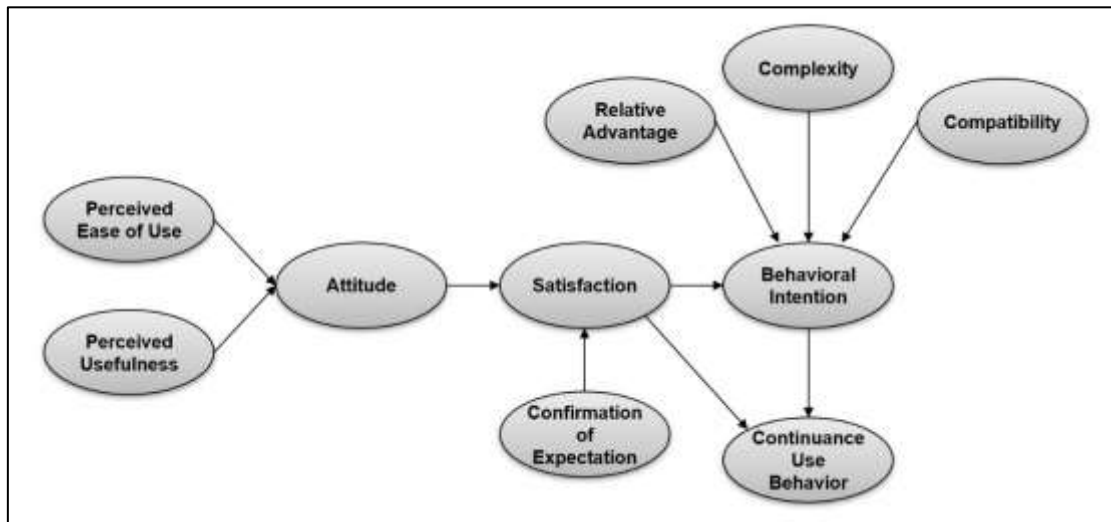 Complexity
Relative
Advantage
Compatibility
Perceived
Ease of Use
Attitude
Satisfaction
Behavioral
Intention
Perceived
Usefulness
Confirmation
of
Expectation
Continuance
Use
Behavior